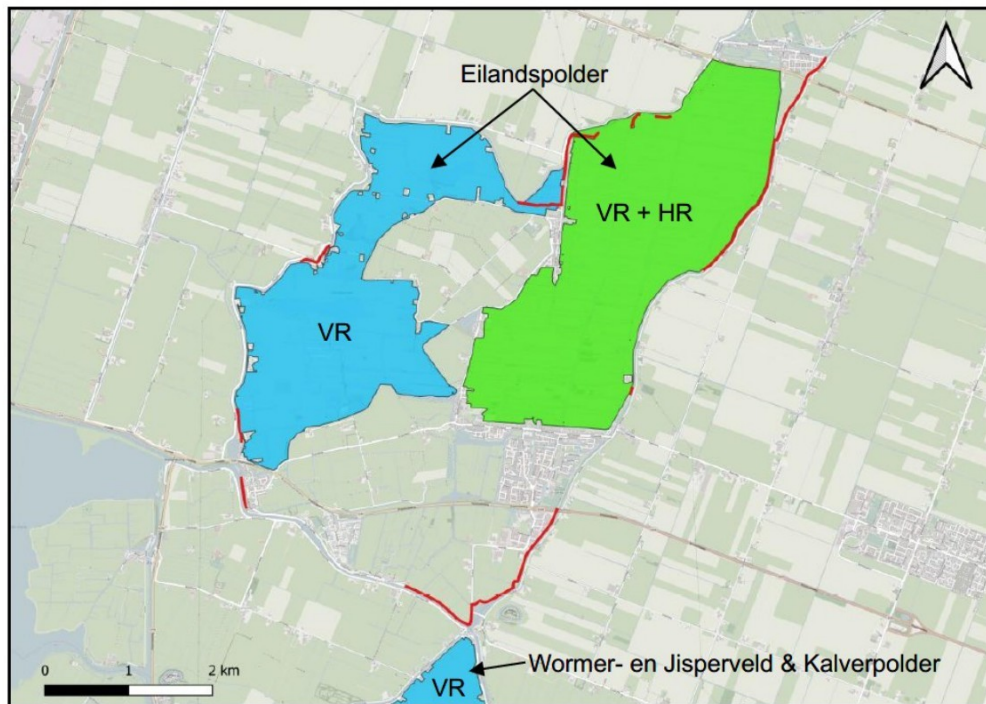 Eilandspolder
VR + HR
VR
0 1 2 km
Wormer- en Jisperveld & Kalverpolder
VR